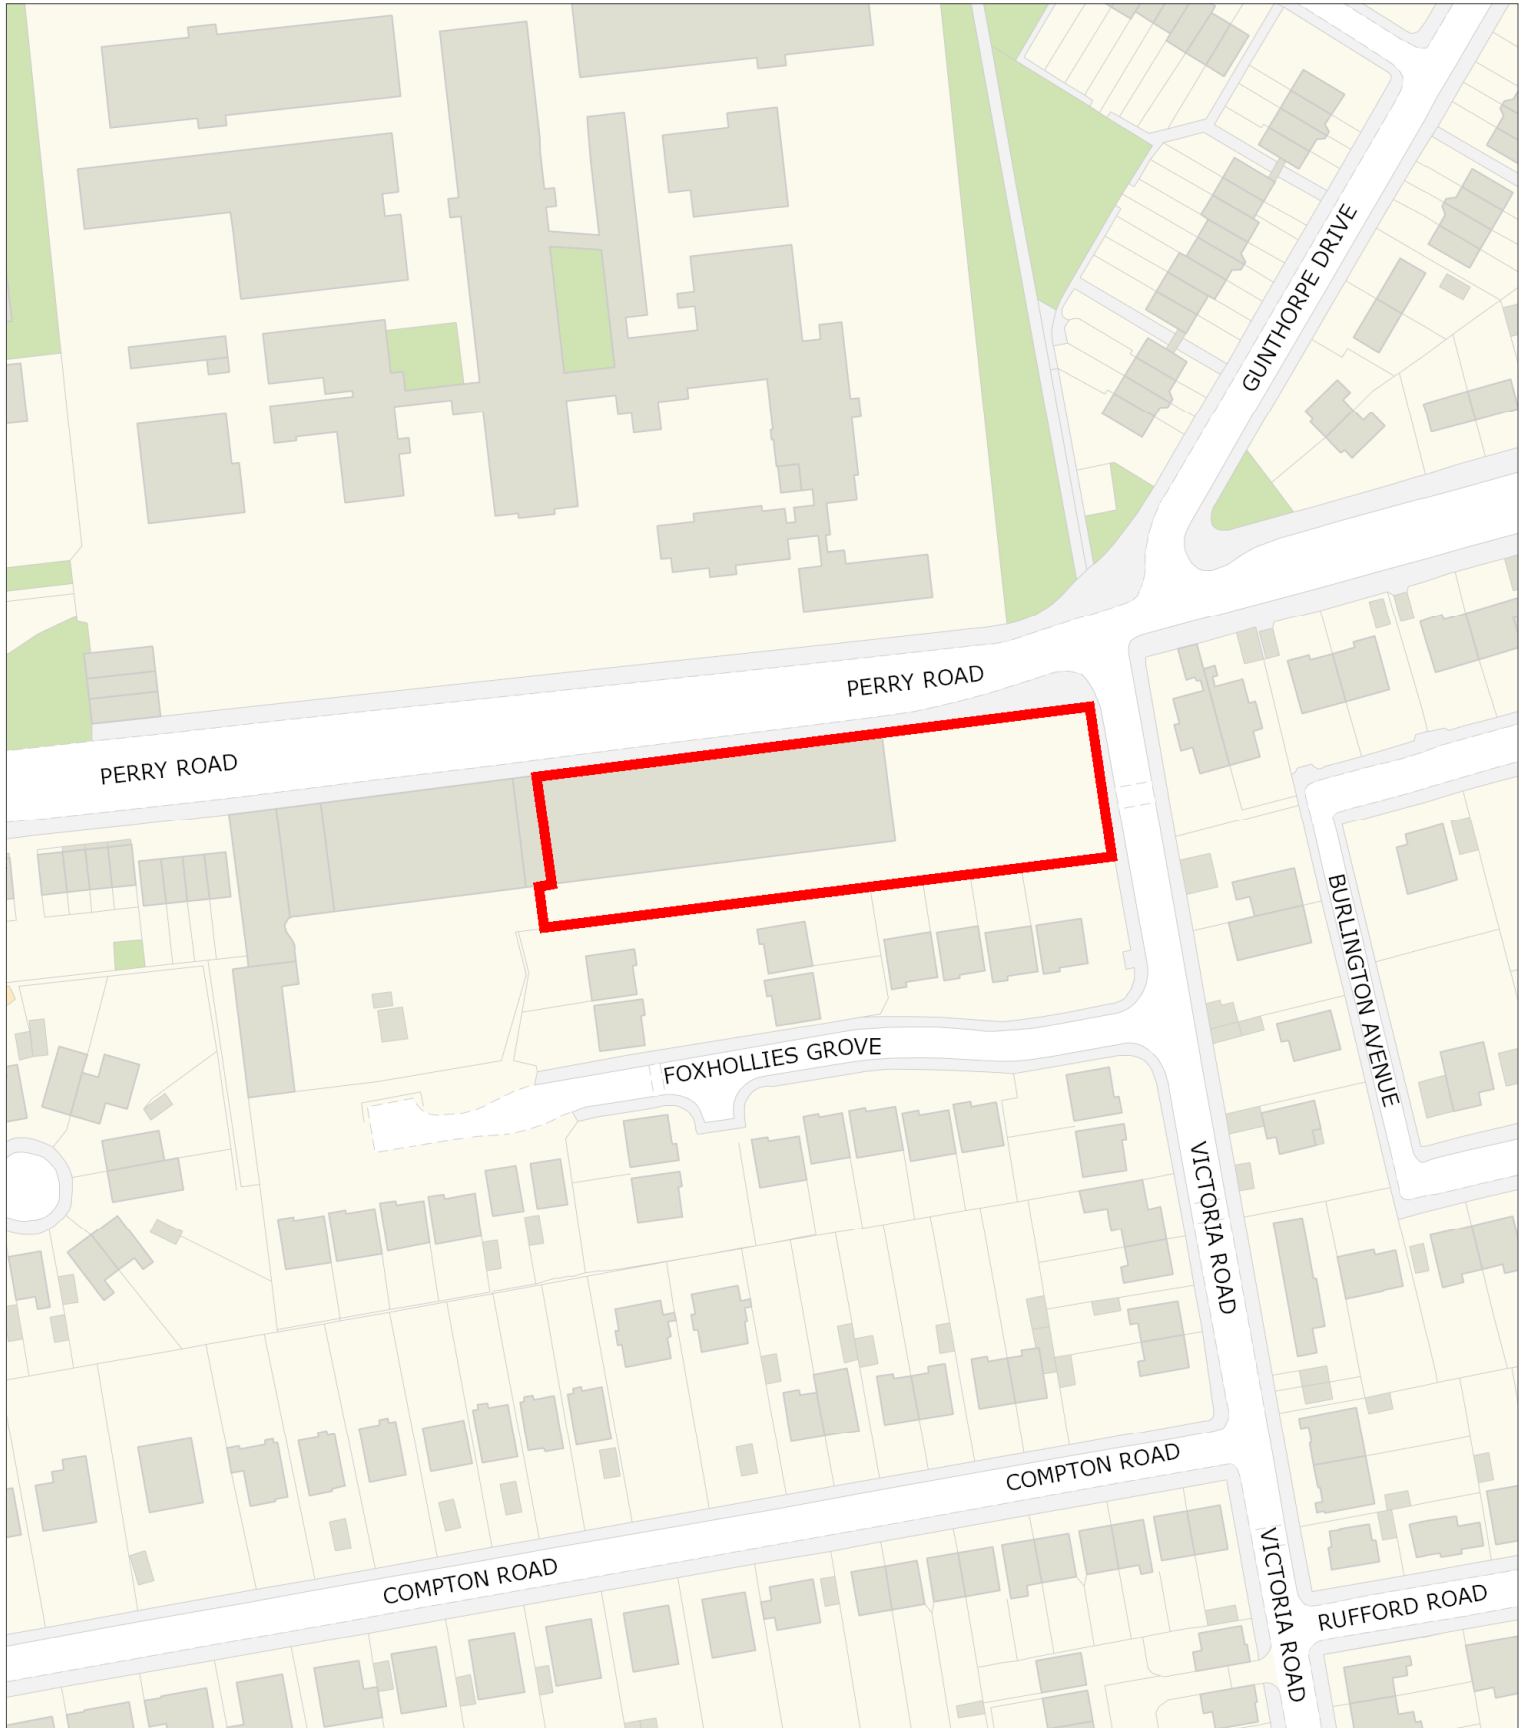 GUNTHORPE DRIVE
PERRY ROAD
PERRY ROAD
BURLINGTON AVENUE
FOXHOLLIES GROVE
VICTORIA ROAD
COMPTON ROAD
COMPTON ROAD
VICTORIA ROAD
RUFFORD ROAD